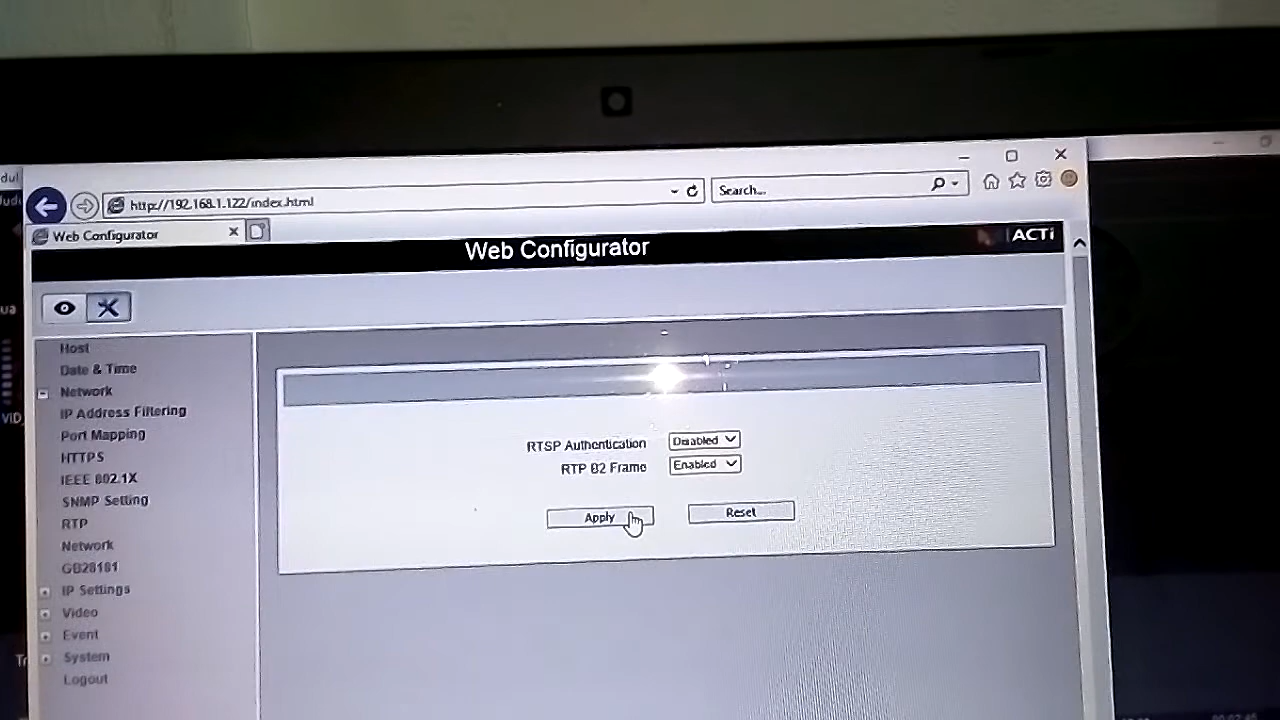 http://192.168.1.122/index.html
Search...
Web Configurator
Web Configurator
ACTi
Host
Date & Time
Network
IP Address Filtering
Port Mapping
HTTPS
IEEE 802.1X
SNMP Setting
RTP
Network
GB28181
IP Settings
Video
Event
System
Logout
RTSP Authentication Disabled
RTP B2 Frame Enabled
Apply Reset